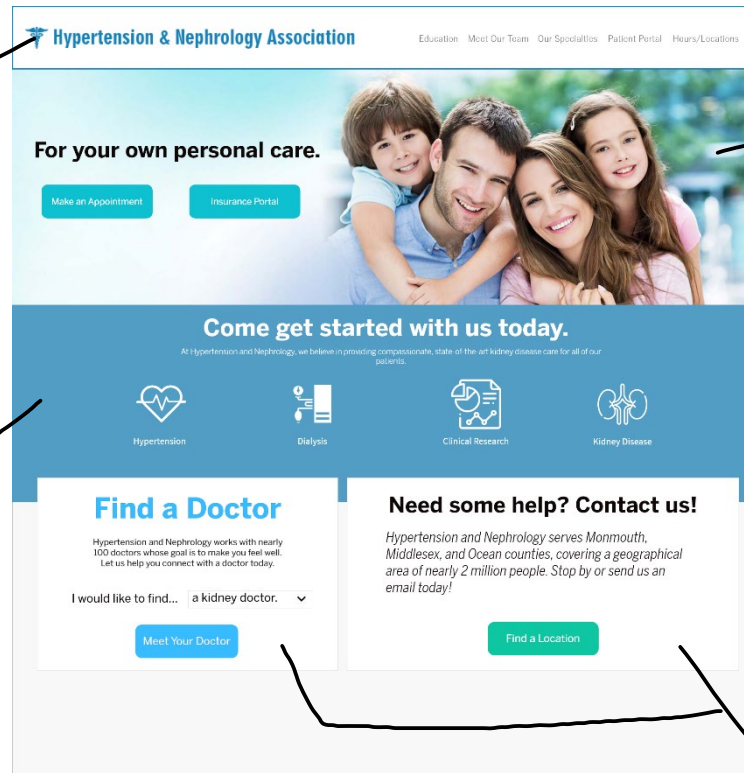 Hypertension & Nephrology Association
Education Meet Our Team Our Specialties Patient Portal Hours/Locations
For your own personal care.
Make an Appointment Insurance Portal
Come get started with us today.
At Hypertension and Nephrology, we believe in providing compassionate, state-of-the-art kidney disease care for all of our
patients.
Hypertension Dialysis Clinical Research Kidney Disease
Find a Doctor
Hypertension and Nephrology works with nearly
100 doctors whose goal is to make you feel well.
Let us help you connect with a doctor today.
I would like to find... a kidney doctor.
Meet Your Doctor
Need some help? Contact us!
Hypertension and Nephrology serves Monmouth,
Middlesex, and Ocean counties, covering a geographical
area of nearly 2 million people. Stop by or send us an
email today!
Find a Location